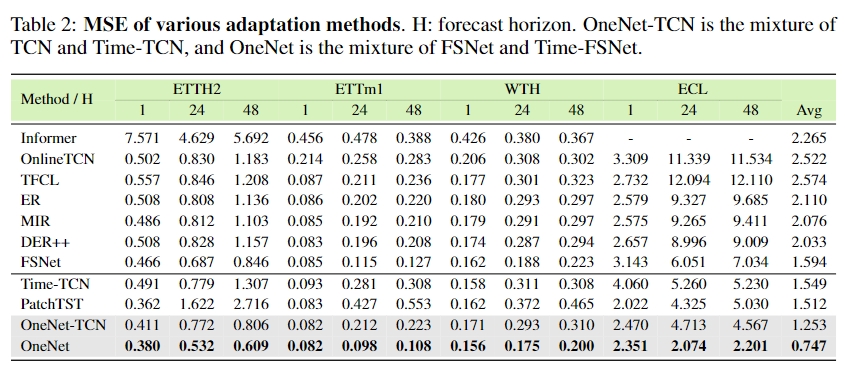 Table 2: MSE of various adaptation methods. H: forecast horizon. OneNet-TCN is the mixture of
TCN and Time-TCN, and OneNet is the mixture of FSNet and Time-FSNet.
Method / H ETTH2 ETTm1 WTH ECL
1 24 48 1 24 48 1 24 48 1 24 48 Avg
Informer 7.571 4.629 5.692 0.456 0.478 0.388 0.426 0.380 0.367 - - - 2.265
OnlineTCN 0.502 0.830 1.183 0.214 0.258 0.283 0.206 0.308 0.302 3.309 11.339 11.534 2.522
TFCL 0.557 0.846 1.208 0.087 0.211 0.236 0.177 0.301 0.323 2.732 12.094 12.110 2.574
ER 0.508 0.808 1.136 0.086 0.202 0.220 0.180 0.293 0.297 2.579 9.327 9.685 2.110
MIR 0.486 0.812 1.103 0.085 0.192 0.210 0.179 0.291 0.297 2.575 9.265 9.411 2.076
DER++ 0.508 0.828 1.157 0.083 0.196 0.208 0.174 0.287 0.294 2.657 8.996 9.009 2.033
FSNet 0.466 0.687 0.846 0.085 0.115 0.127 0.162 0.188 0.223 3.143 6.051 7.034 1.594
Time-TCN 0.491 0.779 1.307 0.093 0.281 0.308 0.158 0.311 0.308 4.060 5.260 5.230 1.549
PatchTST 0.362 1.622 2.716 0.083 0.427 0.553 0.162 0.372 0.465 2.022 4.325 5.030 1.512
OneNet-TCN 0.411 0.772 0.806 0.082 0.212 0.223 0.171 0.293 0.310 2.470 4.713 4.567 1.253
OneNet 0.380 0.532 0.609 0.082 0.098 0.108 0.156 0.175 0.200 2.351 2.074 2.201 0.747